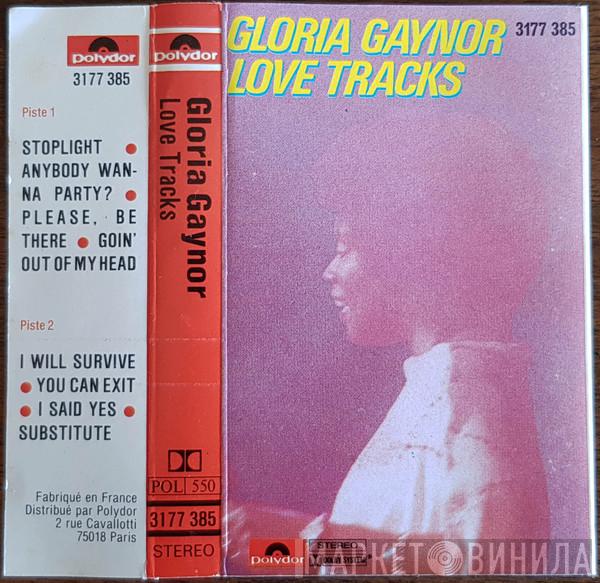 polydor
3177 385
Piste 1
STOPLIGHT ●
ANYBODY WAN-
NA PARTY? ●
PLEASE, BE
THERE ● GOIN'
OUT OF MY HEAD
Piste 2
I WILL SURVIVE
● YOU CAN EXIT
● I SAID YES ●
SUBSTITUTE
Fabriqué en France
Distribué par Polydor
2 rue Cavallotti
75018 Paris
polydor
Gloria Gaynor
Love Tracks
POL 550
3177 385
STEREO
GLORIA GAYNOR 3177 385
LOVE TRACKS
polydor
STEREO
DOLBY SYSTEM
МАРКЕТ ВИНИЛА